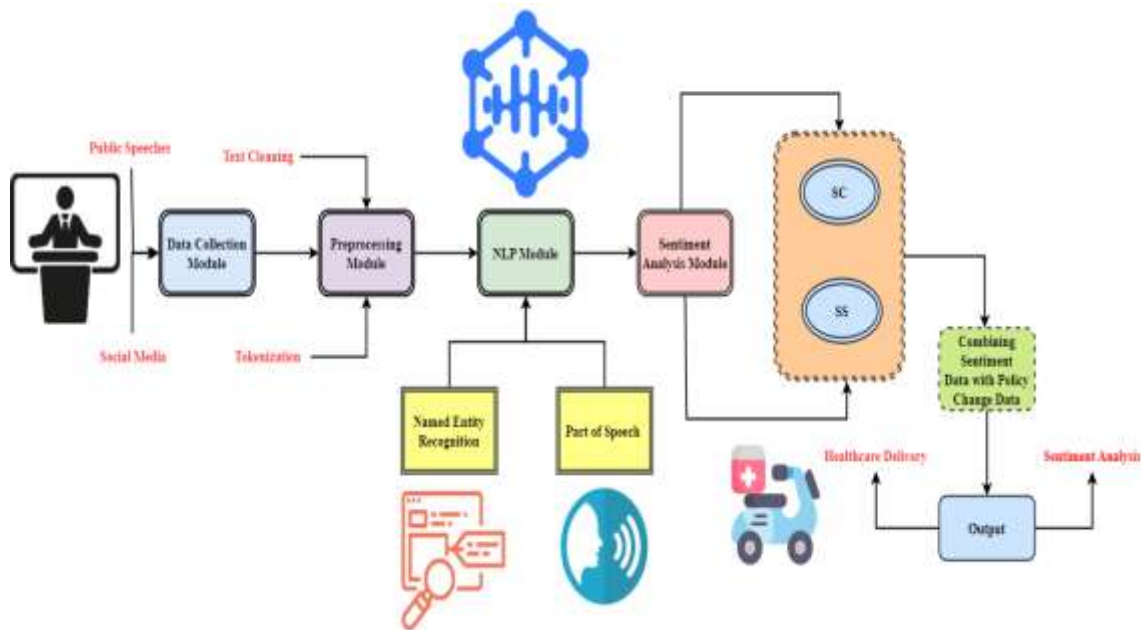 Public Speeches
Text Cleaning
SC
Data Collection
Module
Preprocessing
Module
NLP Module
Sentiment
Analysis Module
SS
Social Media
Tokenization
Combining
Sentiment
Data with Policy
Change Data
Named Entity
Recognition
Part of Speech
Healthcare Delivery
Sentiment Analysis
Output